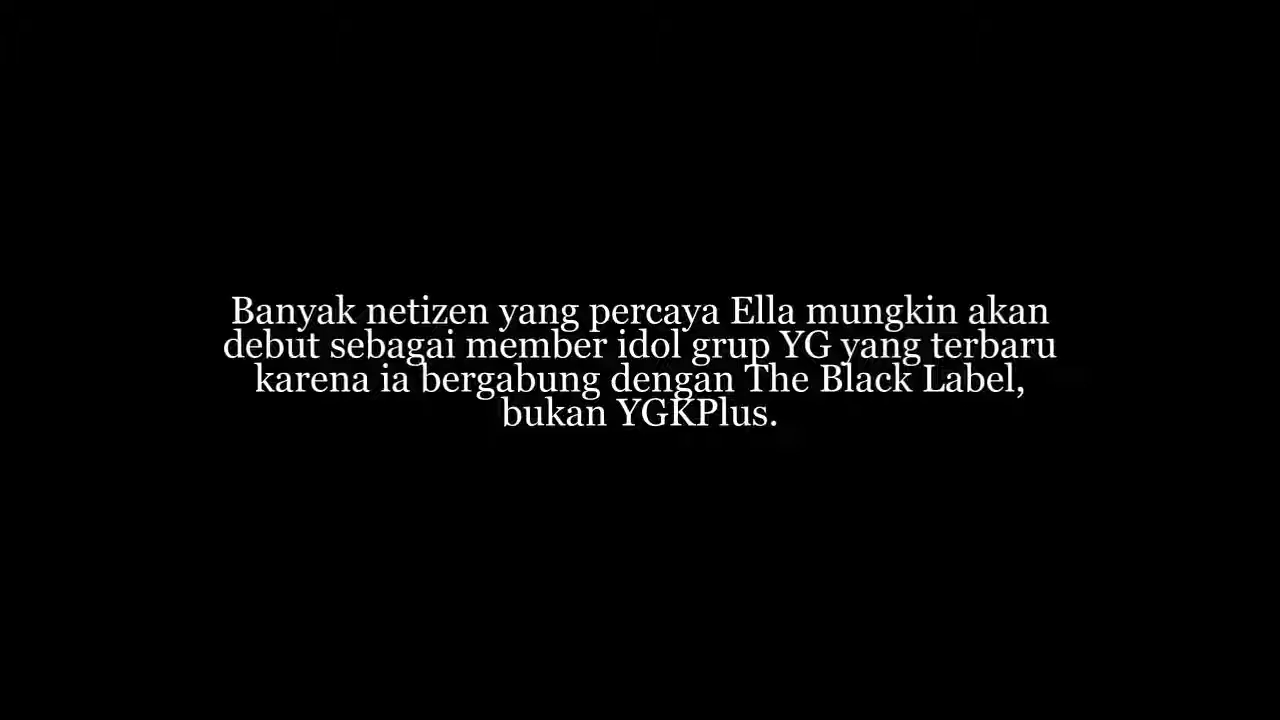 Banyak netizen yang percaya Ella mungkin akan
debut sebagai member idol grup YG yang terbaru
karena ia bergabung dengan The Black Label,
bukan YGKPlus.